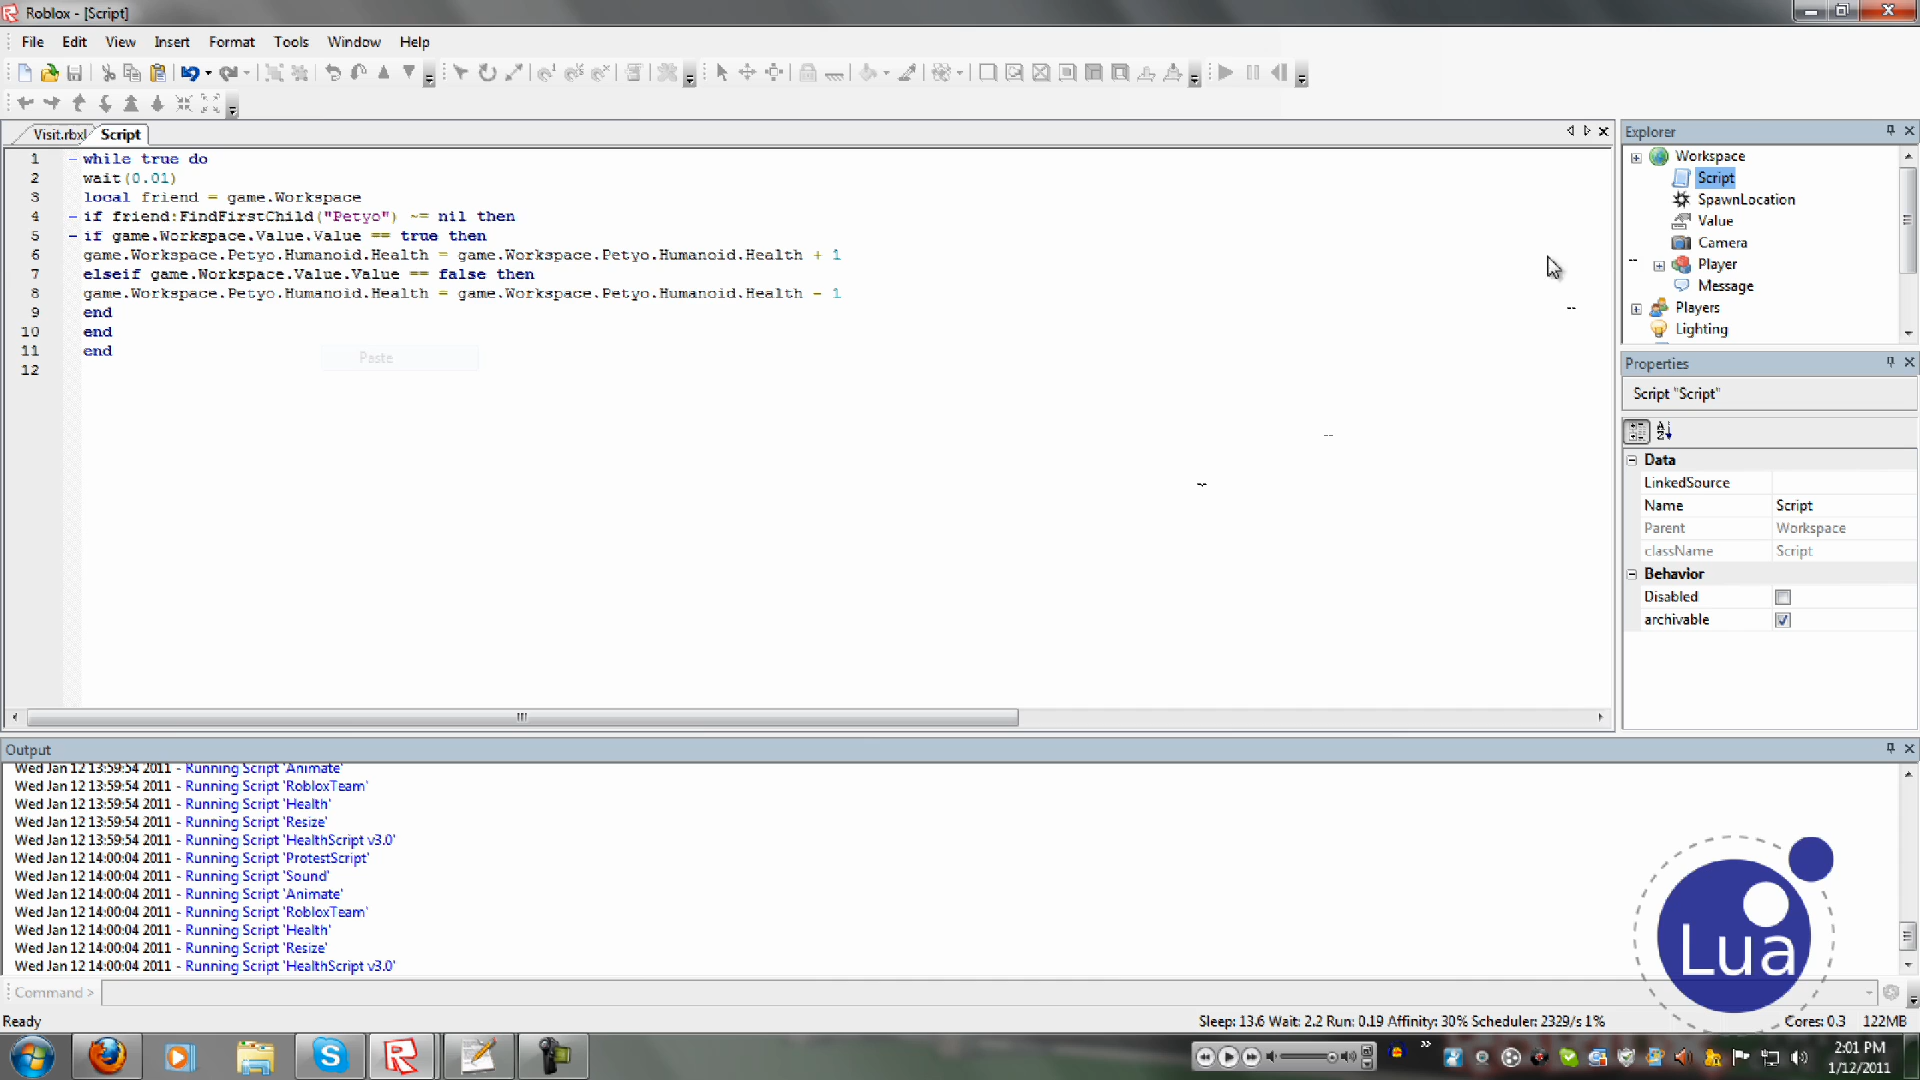 Roblox - [Script]
File Edit View Insert Format Tools Window Help
Visit.rbxl Script
1 while true do
2 wait(0.01)
3 local friend = game.Workspace
4 if friend:FindFirstChild("Petyo") ~= nil then
5 if game.Workspace.Value.Value == true then
6 game.Workspace.Petyo.Humanoid.Health = game.Workspace.Petyo.Humanoid.Health + 1
7 elseif game.Workspace.Value.Value == false then
8 game.Workspace.Petyo.Humanoid.Health = game.Workspace.Petyo.Humanoid.Health - 1
9 end
10 end
11 end
12
Paste
Explorer
Workspace
Script
SpawnLocation
Value
Camera
Player
Message
Players
Lighting
Properties
Script "Script"
Data
LinkedSource
Name Script
Parent Workspace
className Script
Behavior
Disabled
archivable
Output
Wed Jan 12 13:59:54 2011 - Running Script 'Animate'
Wed Jan 12 13:59:54 2011 - Running Script 'RobloxTeam'
Wed Jan 12 13:59:54 2011 - Running Script 'Health'
Wed Jan 12 13:59:54 2011 - Running Script 'Resize'
Wed Jan 12 13:59:54 2011 - Running Script 'HealthScript v3.0'
Wed Jan 12 14:00:04 2011 - Running Script 'ProtestScript'
Wed Jan 12 14:00:04 2011 - Running Script 'Sound'
Wed Jan 12 14:00:04 2011 - Running Script 'Animate'
Wed Jan 12 14:00:04 2011 - Running Script 'RobloxTeam'
Wed Jan 12 14:00:04 2011 - Running Script 'Health'
Wed Jan 12 14:00:04 2011 - Running Script 'Resize'
Wed Jan 12 14:00:04 2011 - Running Script 'HealthScript v3.0'
Lua
Command >
Ready
Sleep: 13.6 Wait: 2.2 Run: 0.19 Affinity: 30% Scheduler: 2329/s 1%
Cores: 0.3 122MB
2:01 PM
1/12/2011